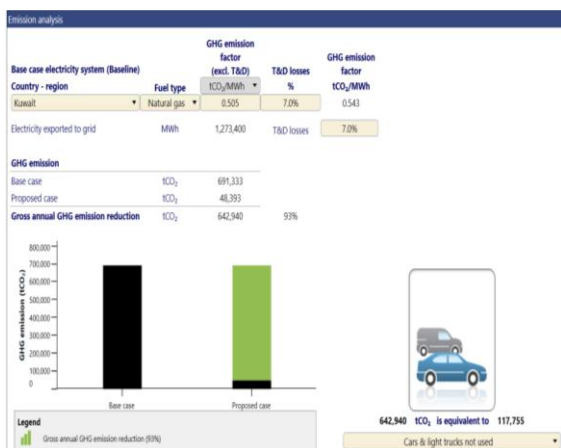 Emission analysis
GHG emission
factor
GHG emission
Base case electricity system (Baseline)
(excl. T&D)
T&D losses
factor
Country - region
Fuel type
tCO₂/MWh
%
tCO₂/MWh
Kuwait
Natural gas
0.505
7.0%
0.543
Electricity exported to grid
MWh
1,273,400
T&D losses
7.0%
GHG emission
Base case
tCO₂
691,333
Proposed case
tCO₂
48,393
Gross annual GHG emission reduction
tCO₂
642,940
93%
GHG emission (tCO₂)
800,000
700,000
600,000
500,000
400,000
300,000
200,000
100,000
0
Base case
Proposed case
Legend
Gross annual GHG emission reduction (93%)
642,940 tCO₂ is equivalent to 117,755
Cars & light trucks not used